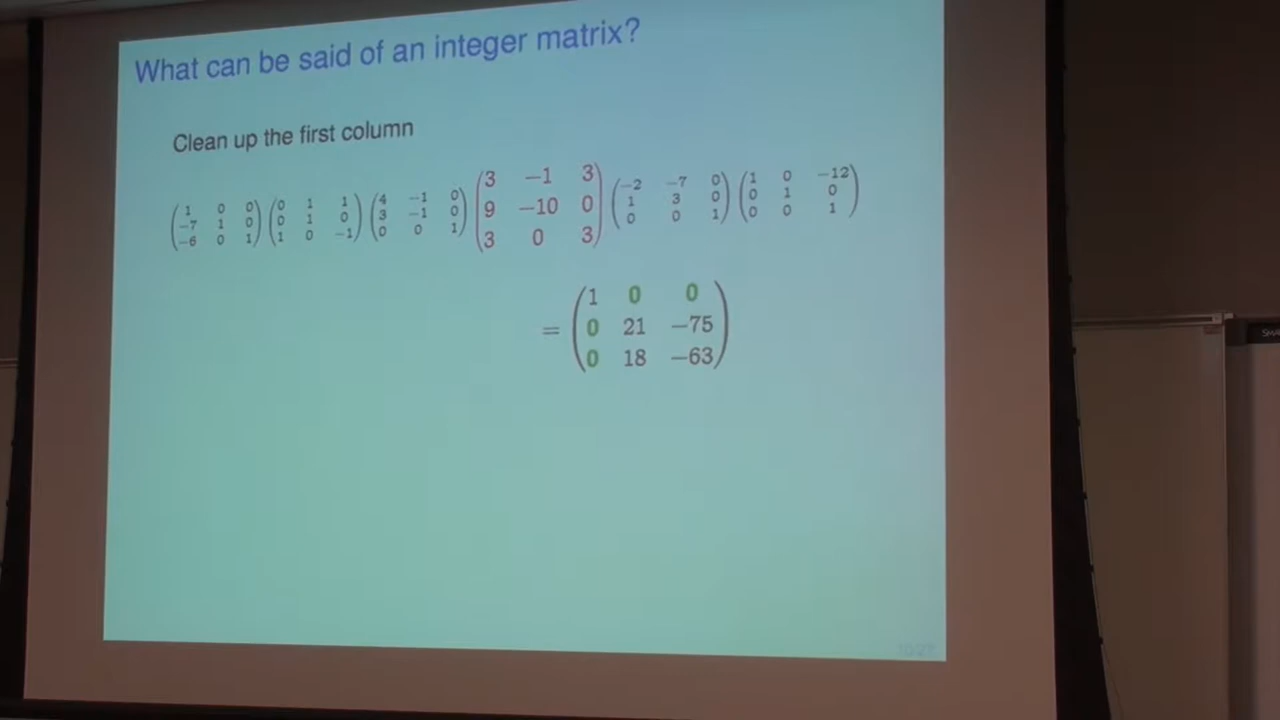 What can be said of an integer matrix?
Clean up the first column
( 1 0 0 ) ( 0 1 1 ) ( 4 −1 0 ) ( 3 −1 3 ) ( −2 −7 0 ) ( 1 0 −12 )
( −7 1 0 ) ( 0 1 0 ) ( 3 −1 0 ) ( 9 −10 0 ) ( 1 3 0 ) ( 0 1 0 )
( −6 0 1 ) ( 1 0 −1 ) ( 0 0 1 ) ( 3 0 3 ) ( 0 0 1 ) ( 0 0 1 )
( 1 0 0 )
= ( 0 21 −75 )
( 0 18 −63 )